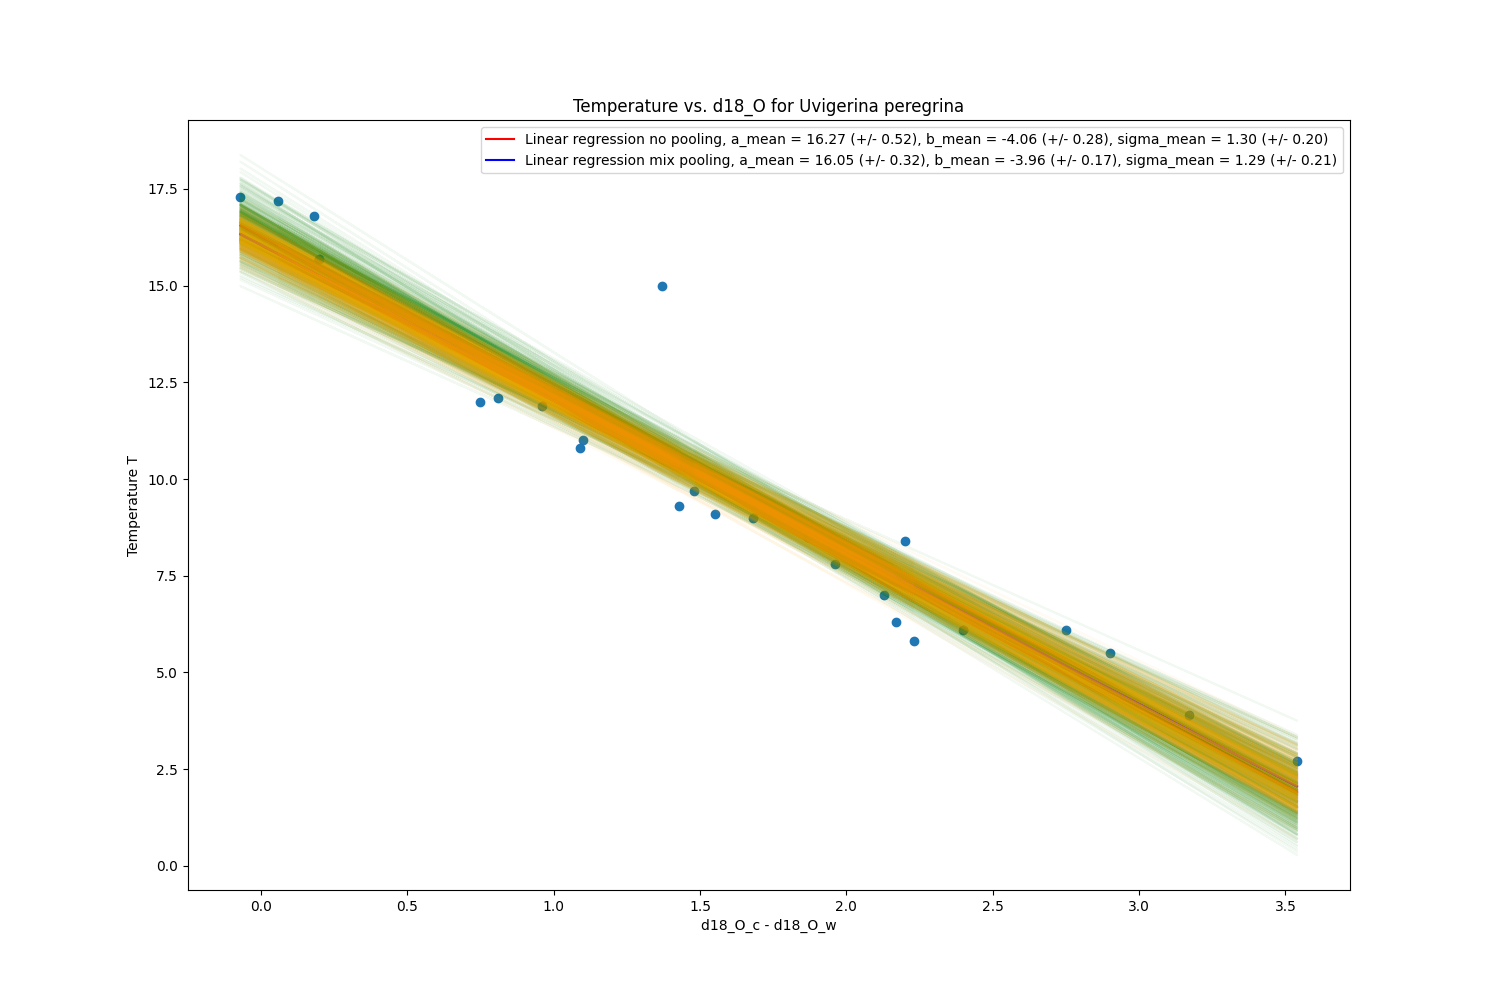 Temperature vs. d18_O for Uvigerina peregrina
Linear regression no pooling, a_mean = 16.27 (+/- 0.52), b_mean = -4.06 (+/- 0.28), sigma_mean = 1.30 (+/- 0.20)
Linear regression mix pooling, a_mean = 16.05 (+/- 0.32), b_mean = -3.96 (+/- 0.17), sigma_mean = 1.29 (+/- 0.21)
17.5
15.0
12.5
10.0
7.5
5.0
2.5
0.0
Temperature T
0.0 0.5 1.0 1.5 2.0 2.5 3.0 3.5
d18_O_c - d18_O_w